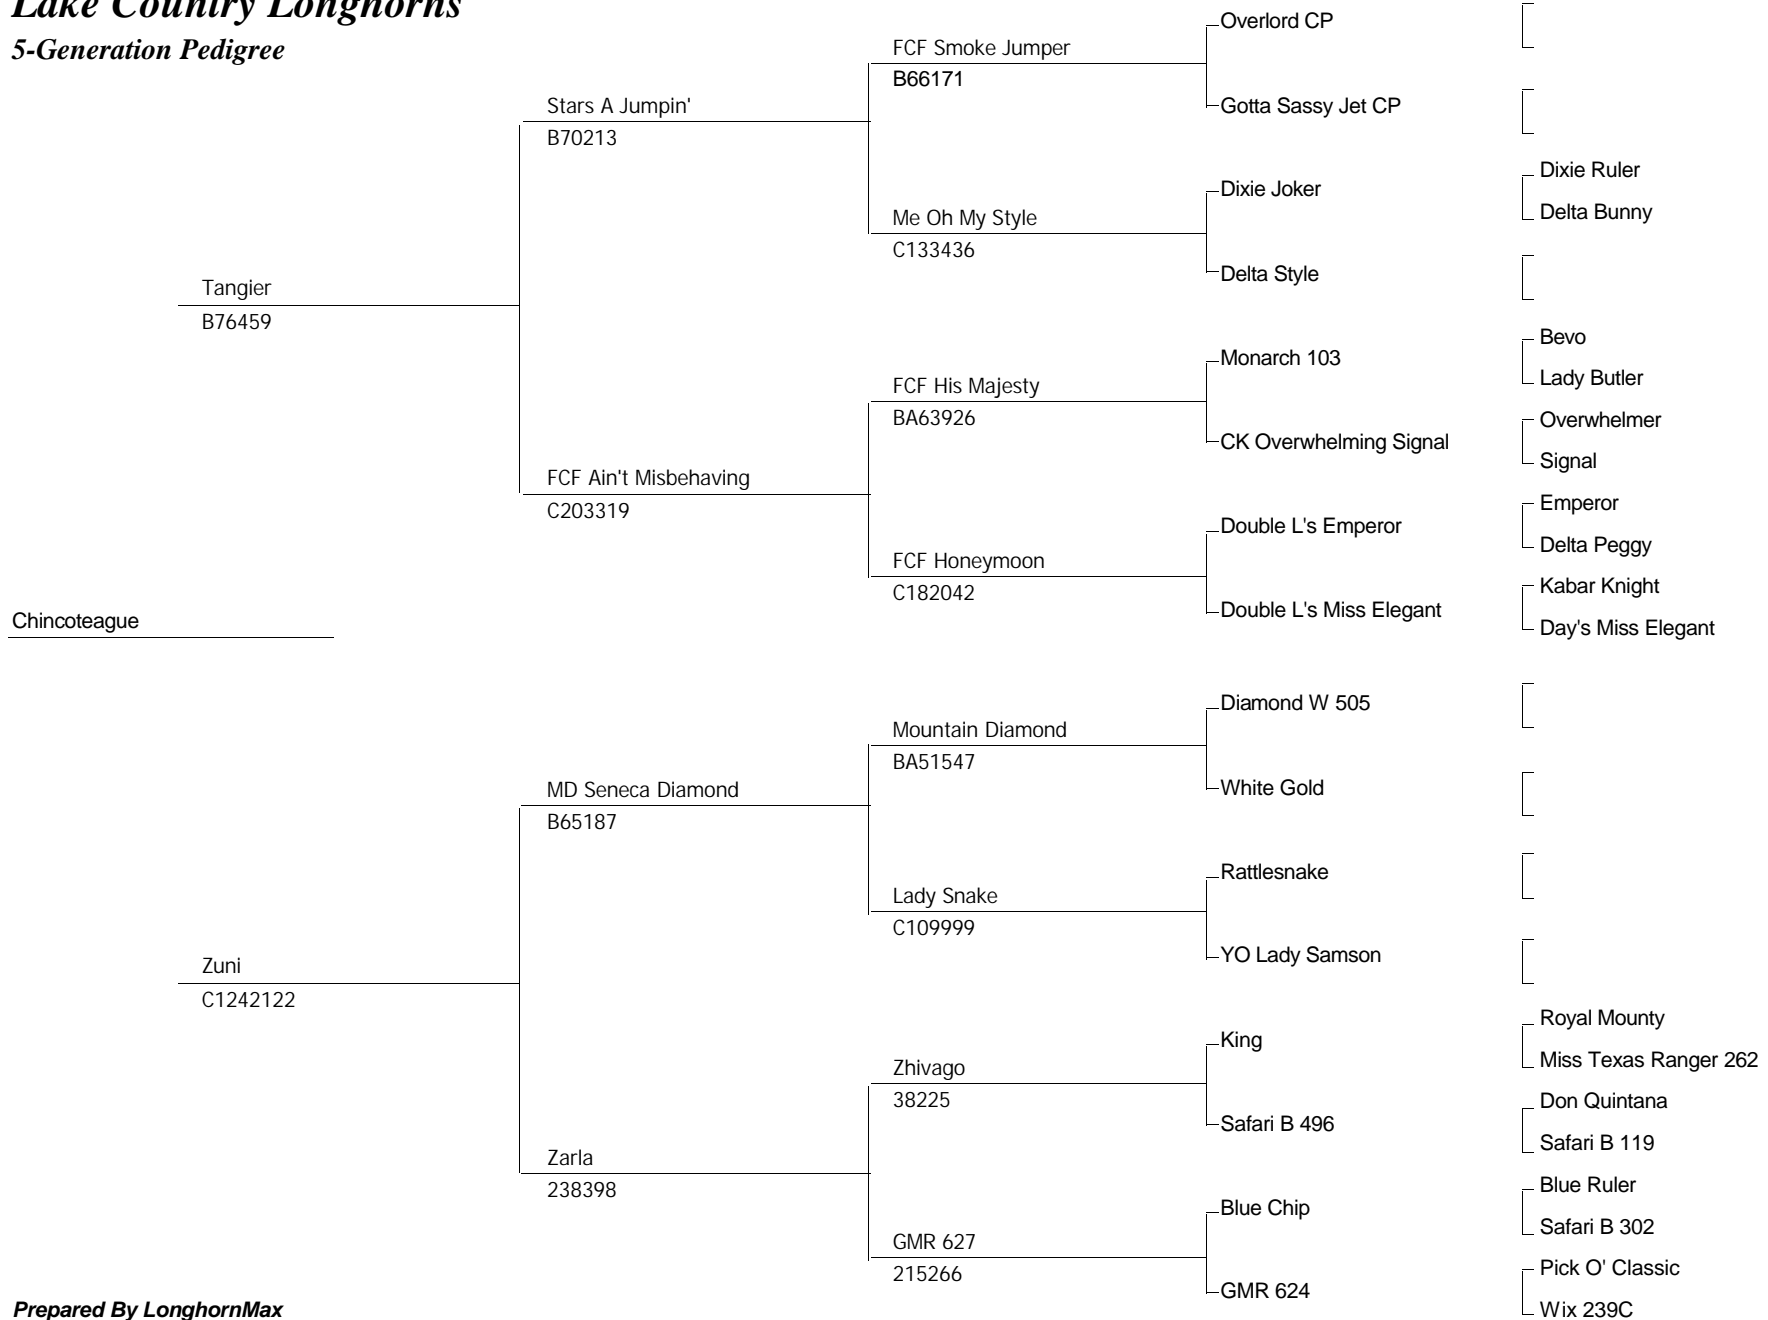 Lake Country Longhorns
5-Generation Pedigree
Overlord CP
FCF Smoke Jumper
B66171
Stars A Jumpin'
B70213
Gotta Sassy Jet CP
Dixie Ruler
Dixie Joker
Delta Bunny
Me Oh My Style
C133436
Delta Style
Tangier
B76459
Bevo
Monarch 103
Lady Butler
FCF His Majesty
BA63926
Overwhelmer
CK Overwhelming Signal
Signal
FCF Ain't Misbehaving
C203319
Emperor
Double L's Emperor
Delta Peggy
FCF Honeymoon
C182042
Kabar Knight
Double L's Miss Elegant
Day's Miss Elegant
Chincoteague
Diamond W 505
Mountain Diamond
BA51547
MD Seneca Diamond
B65187
White Gold
Rattlesnake
Lady Snake
C109999
YO Lady Samson
Zuni
C1242122
Royal Mounty
King
Miss Texas Ranger 262
Zhivago
38225
Don Quintana
Safari B 496
Safari B 119
Zarla
238398
Blue Ruler
Blue Chip
Safari B 302
GMR 627
215266
Pick O' Classic
GMR 624
Wix 239C
Prepared By LonghornMax